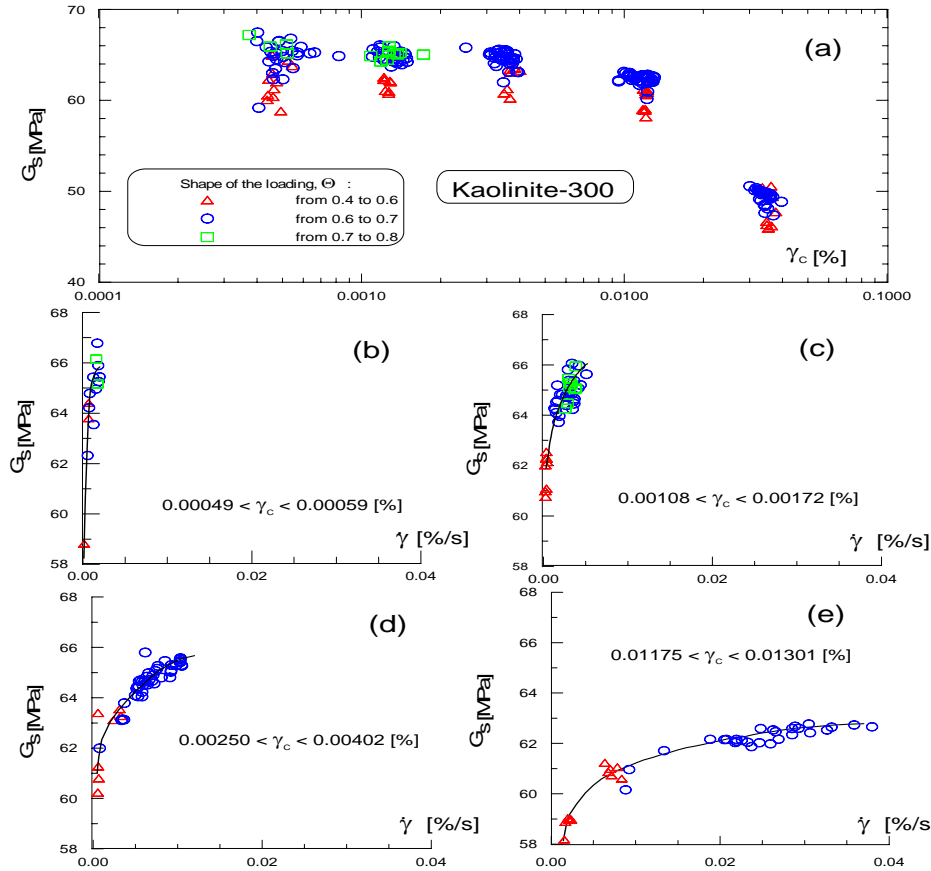 70
(a)
60
G_S [MPa]
50
Shape of the loading, Θ :
from 0.4 to 0.6
from 0.6 to 0.7
from 0.7 to 0.8
Kaolinite-300
γ_c [%]
40
0.0001 0.0010 0.0100 0.1000
68
(b)
66
64
G_S [MPa]
62
0.00049 < γ_c < 0.00059 [%]
60
γ̇ [%/s]
58
0.00 0.02 0.04
68
(c)
66
64
G_S [MPa]
62
0.00108 < γ_c < 0.00172 [%]
60
γ̇ [%/s]
58
0.00 0.02 0.04
68
(d)
66
64
G_S [MPa]
0.00250 < γ_c < 0.00402 [%]
62
60
γ̇ [%/s]
58
0.00 0.02 0.04
68
(e)
66
0.01175 < γ_c < 0.01301 [%]
64
G_S [MPa]
62
60
γ̇ [%/s]
58
0.00 0.02 0.04